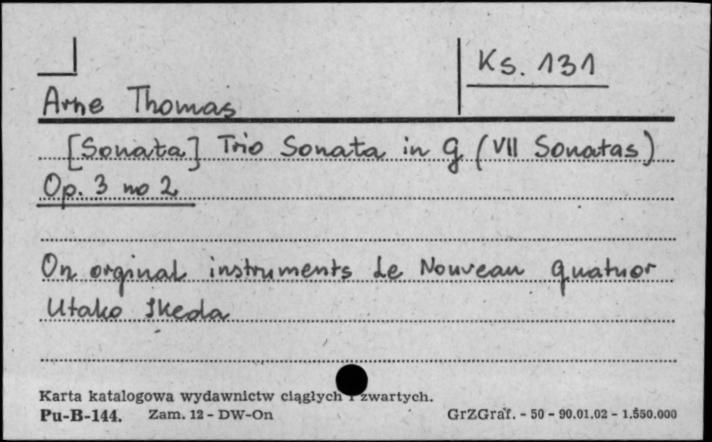 Ks. 131
Arne Thomas
[Sonata] Trio Sonata in G (VII Sonatas)
Op. 3 no 2
On orginal instruments Le Nouveau Quatuor
Utako Ikeda
Karta katalogowa wydawnictw ciągłych i zwartych.
Pu-B-144. Zam. 12 - DW-On GrZGraf. - 50 - 90.01.02 - 1.550.000